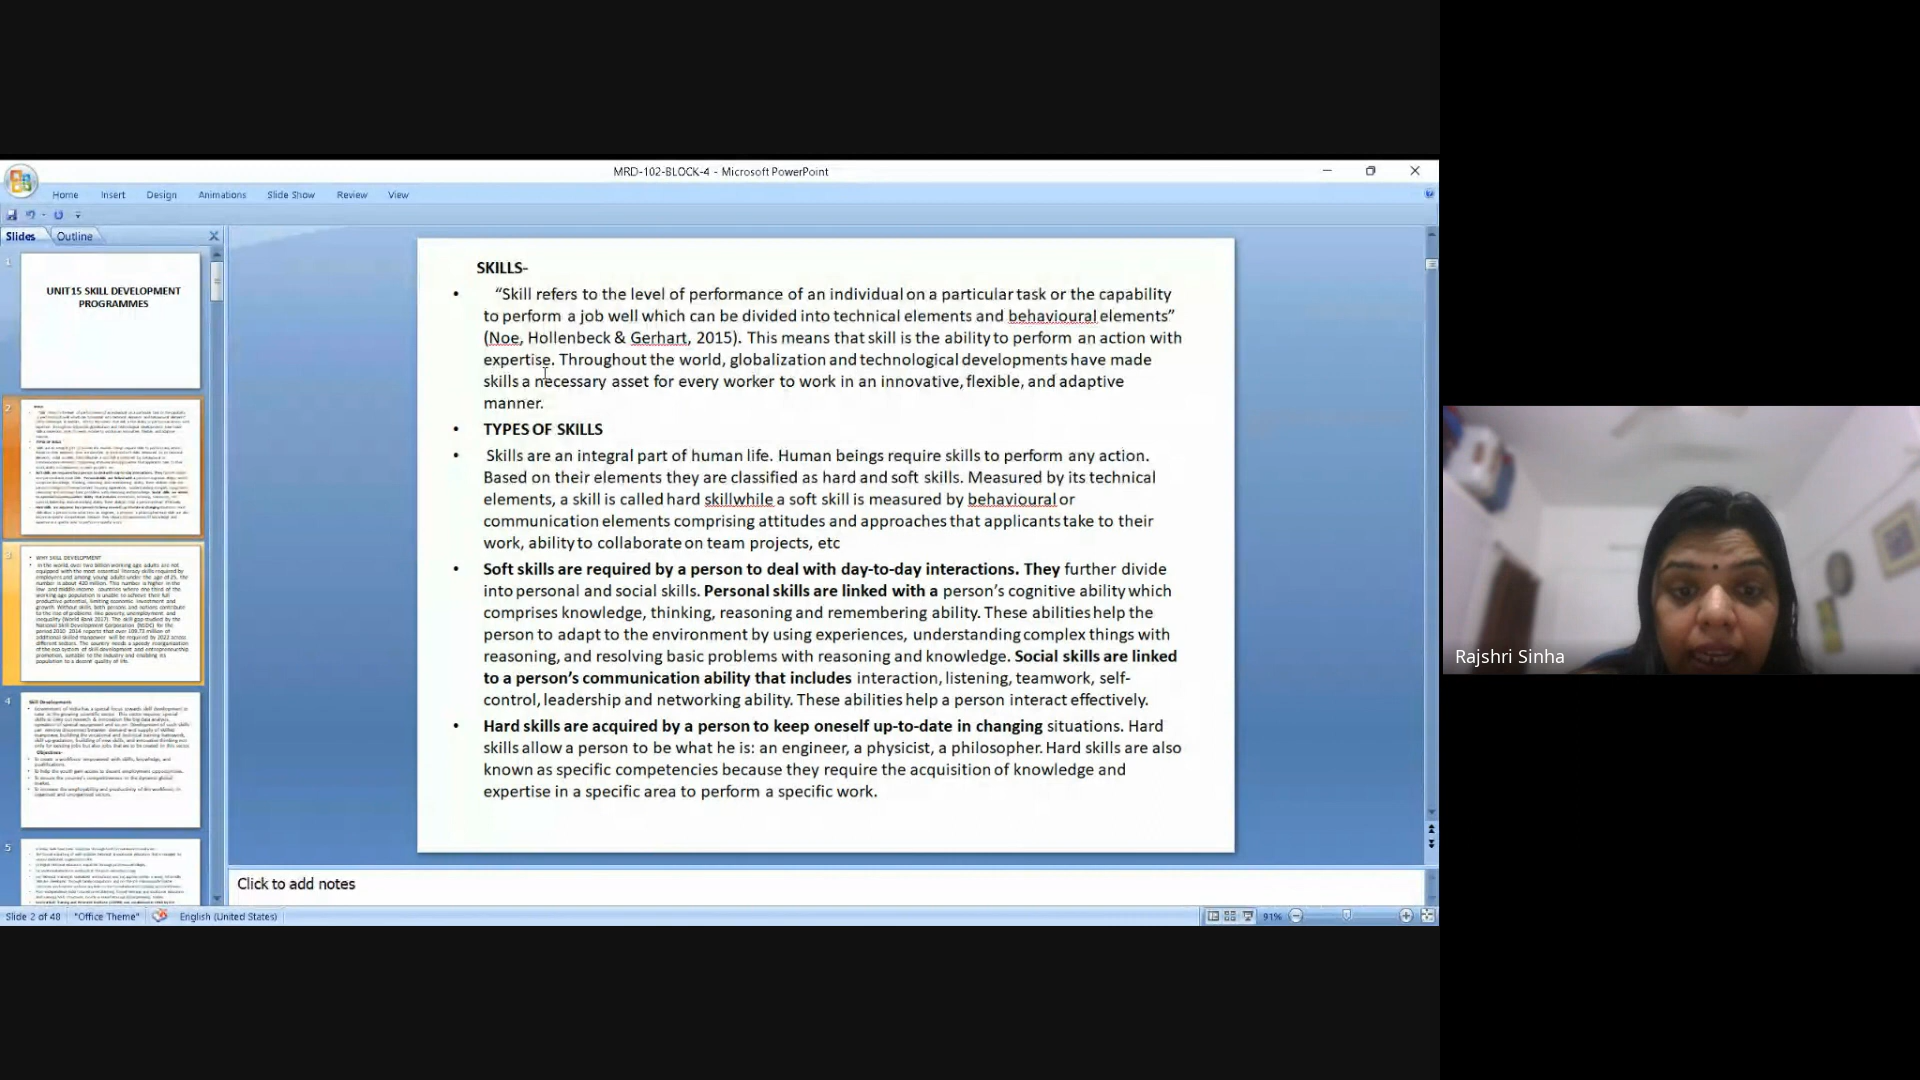 MRD-102-BLOCK-4 - Microsoft PowerPoint
Home Insert Design Animations Slide Show Review View
Slides Outline
1
UNIT15 SKILL DEVELOPMENT
PROGRAMMES
2
3
WHY SKILL DEVELOPMENT
4
Skill Development
Objectives-
5
SKILLS-
• “Skill refers to the level of performance of an individual on a particular task or the capability
to perform a job well which can be divided into technical elements and behavioural elements”
(Noe, Hollenbeck & Gerhart, 2015). This means that skill is the ability to perform an action with
expertise. Throughout the world, globalization and technological developments have made
skills a necessary asset for every worker to work in an innovative, flexible, and adaptive
manner.
• TYPES OF SKILLS
• Skills are an integral part of human life. Human beings require skills to perform any action.
Based on their elements they are classified as hard and soft skills. Measured by its technical
elements, a skill is called hard skillwhile a soft skill is measured by behavioural or
communication elements comprising attitudes and approaches that applicants take to their
work, ability to collaborate on team projects, etc
• Soft skills are required by a person to deal with day-to-day interactions. They further divide
into personal and social skills. Personal skills are linked with a person’s cognitive ability which
comprises knowledge, thinking, reasoning and remembering ability. These abilities help the
person to adapt to the environment by using experiences, understanding complex things with
reasoning, and resolving basic problems with reasoning and knowledge. Social skills are linked
to a person’s communication ability that includes interaction, listening, teamwork, self-
control, leadership and networking ability. These abilities help a person interact effectively.
• Hard skills are acquired by a person to keep oneself up-to-date in changing situations. Hard
skills allow a person to be what he is: an engineer, a physicist, a philosopher. Hard skills are also
known as specific competencies because they require the acquisition of knowledge and
expertise in a specific area to perform a specific work.
Click to add notes
Slide 2 of 48 "Office Theme" English (United States) 91%
Rajshri Sinha